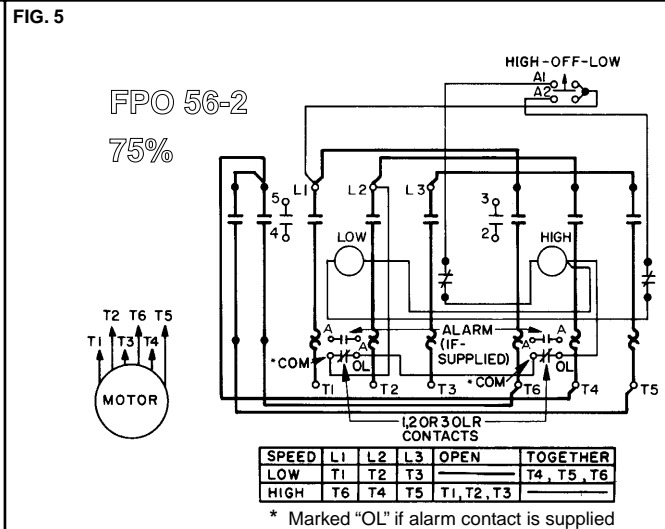 FIG. 5
FPO 56-2
75%
HIGH-OFF-LOW
A1
A2
L1 L2 L3
5
4
3
2
LOW
HIGH
A
A
ALARM
(IF-
SUPPLIED)
A
A
*COM
OL
*COM
OL
T1 T2 T3 T6 T4 T5
1,2 OR 3 OLR
CONTACTS
T2 T6 T5
T1 T3 T4
MOTOR
SPEED L1 L2 L3 OPEN TOGETHER
LOW T1 T2 T3 T4, T5, T6
HIGH T6 T4 T5 T1, T2, T3
* Marked "OL" if alarm contact is supplied